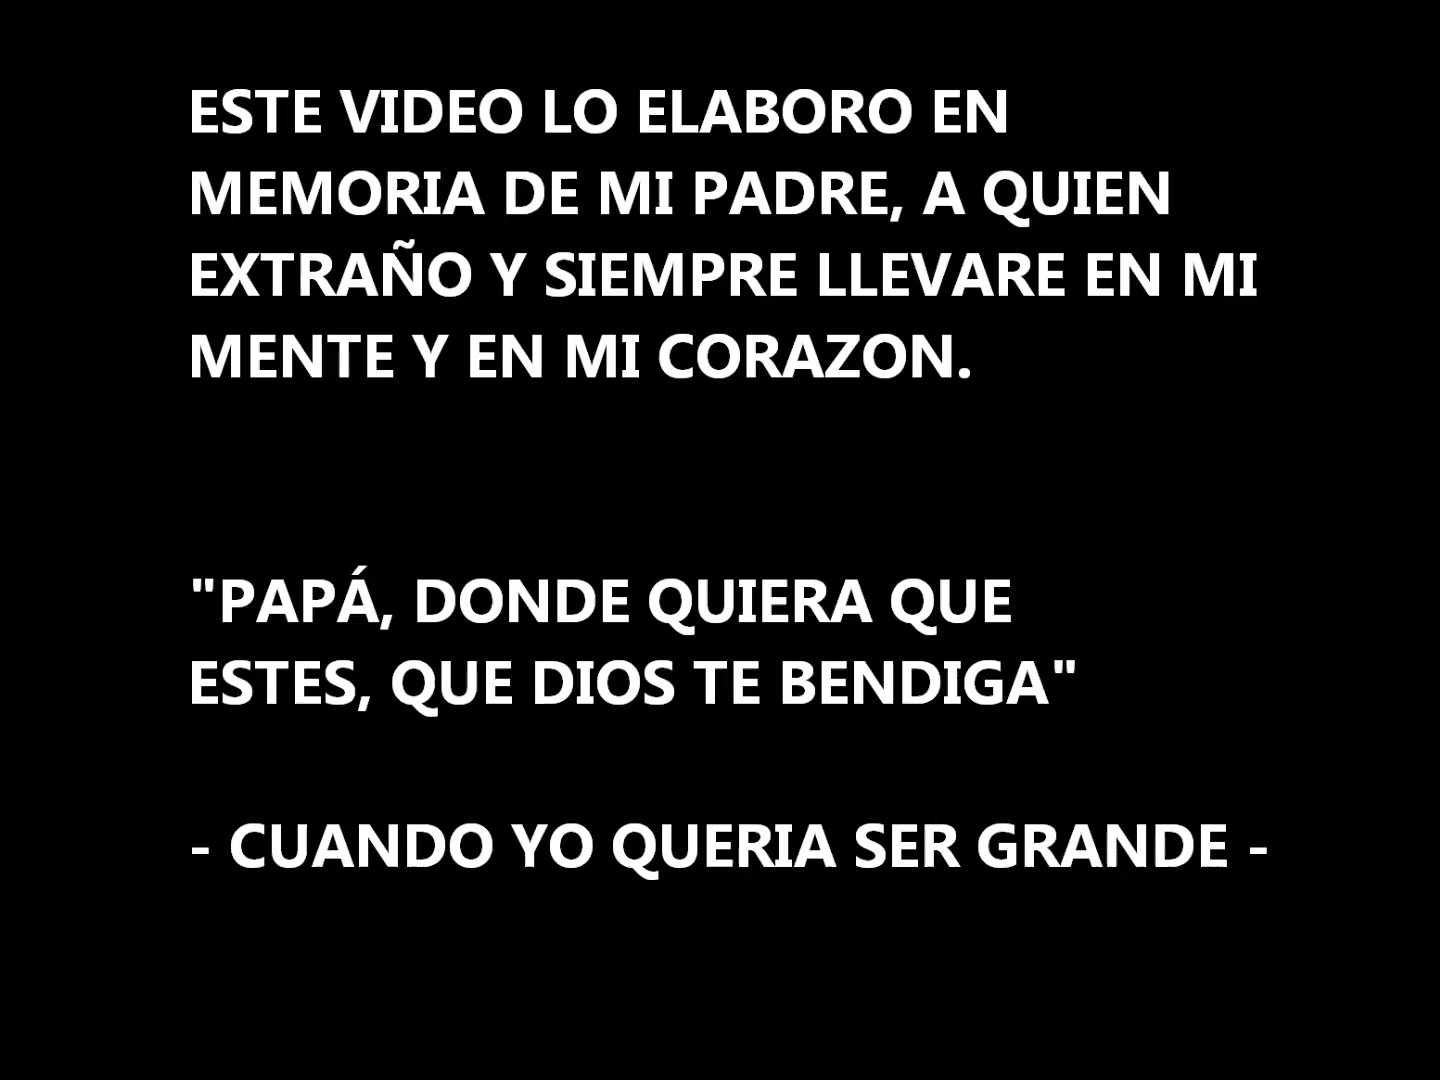 ESTE VIDEO LO ELABORO EN
MEMORIA DE MI PADRE, A QUIEN
EXTRAÑO Y SIEMPRE LLEVARE EN MI
MENTE Y EN MI CORAZON.
"PAPÁ, DONDE QUIERA QUE
ESTES, QUE DIOS TE BENDIGA"
- CUANDO YO QUERIA SER GRANDE -